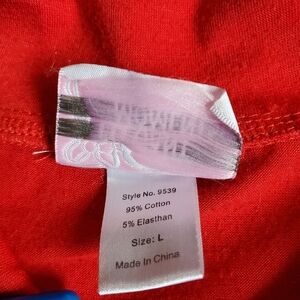 Style No. 9539
95% Cotton
5% Elasthan
Size: L
Made In China